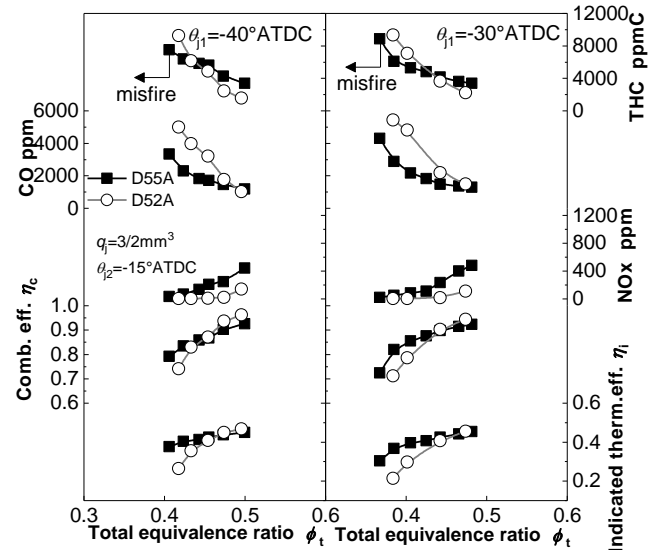 θj1=-40°ATDC
θj1=-30°ATDC
12000
8000
4000
0
THC ppmC
misfire
misfire
6000
4000
2000
0
CO ppm
D55A
D52A
qj=3/2mm³
θj2=-15°ATDC
1200
800
400
0
NOx ppm
1.0
0.9
0.8
0.7
0.6
Comb. eff. ηc
0.6
0.4
0.2
Indicated therm.eff. ηi
0.3 0.4 0.5 0.6 0.4 0.5 0.6
Total equivalence ratio ϕt Total equivalence ratio ϕt